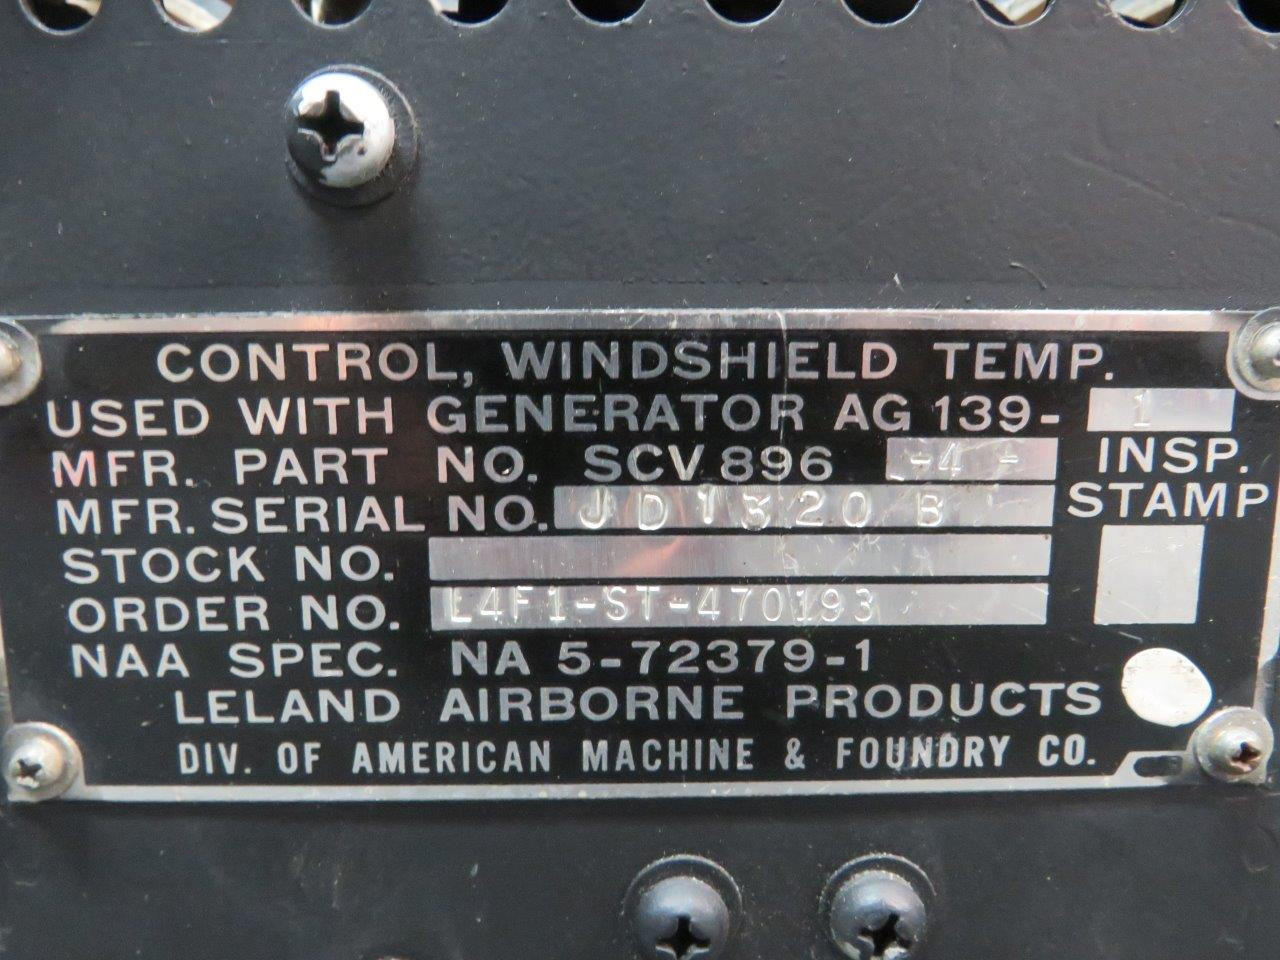 CONTROL, WINDSHIELD TEMP.
USED WITH GENERATOR AG 139- 1
MFR. PART NO. SCV 896 -4 -
MFR. SERIAL NO. JD1320 B
INSP.
STAMP
STOCK NO.
ORDER NO. L4F1-ST-470193
NAA SPEC. NA 5-72379-1
LELAND AIRBORNE PRODUCTS
DIV. OF AMERICAN MACHINE & FOUNDRY CO.